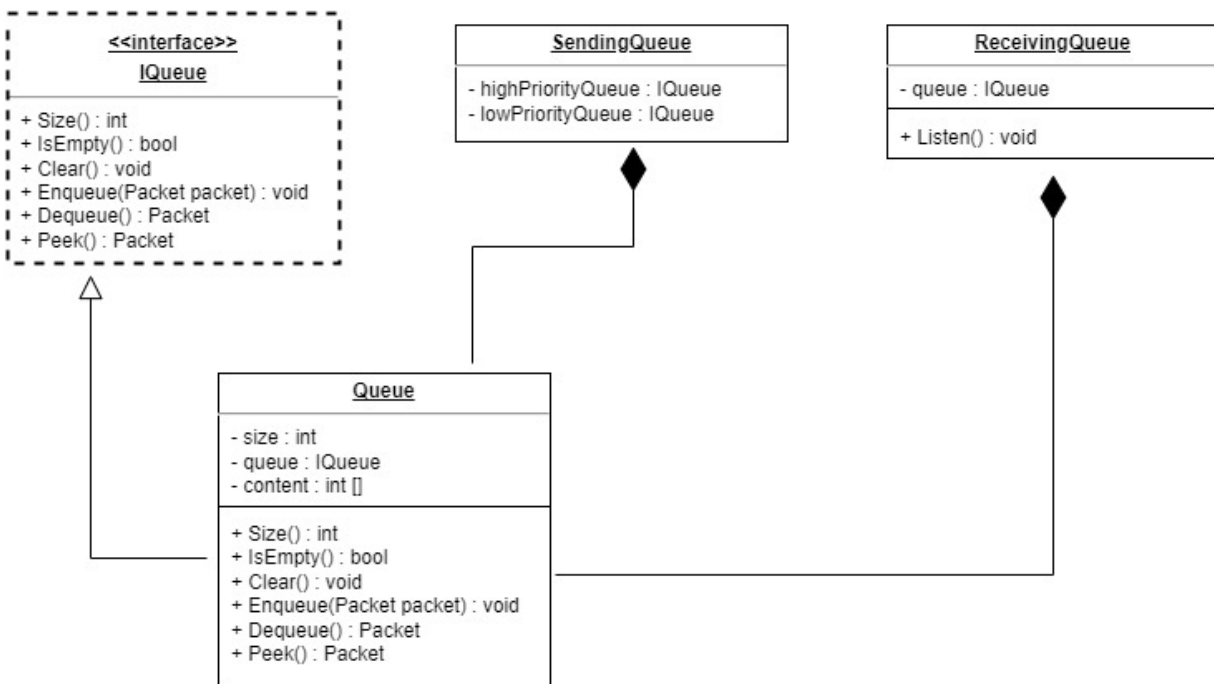 <<interface>>
IQueue
+ Size() : int
+ IsEmpty() : bool
+ Clear() : void
+ Enqueue(Packet packet) : void
+ Dequeue() : Packet
+ Peek() : Packet
SendingQueue
- highPriorityQueue : IQueue
- lowPriorityQueue : IQueue
ReceivingQueue
- queue : IQueue
+ Listen() : void
Queue
- size : int
- queue : IQueue
- content : int []
+ Size() : int
+ IsEmpty() : bool
+ Clear() : void
+ Enqueue(Packet packet) : void
+ Dequeue() : Packet
+ Peek() : Packet